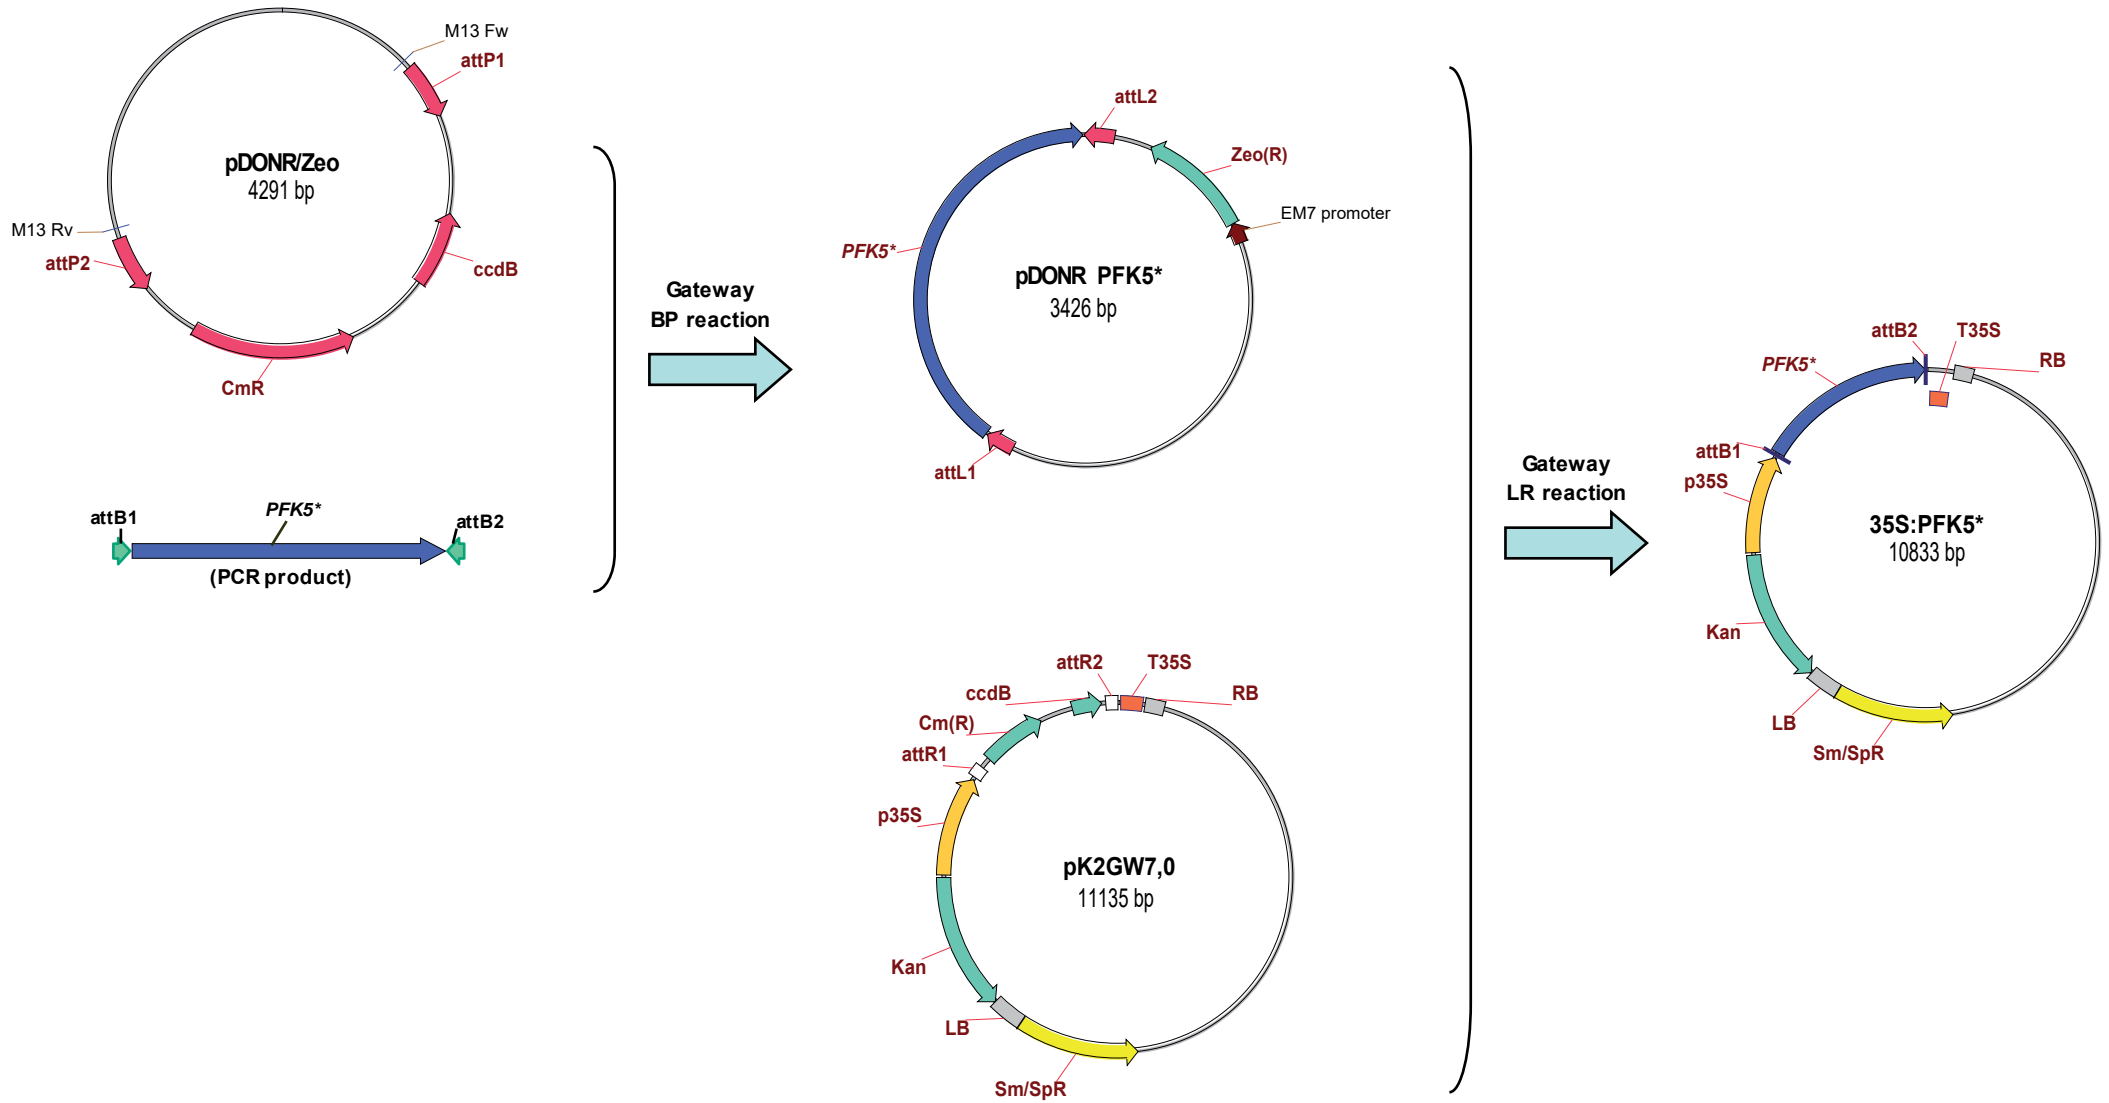 M13 Fw
attP1
pDONR/Zeo
4291 bp
M13 Rv
attP2
ccdB
CmR
attB1
PFK5*
attB2
(PCR product)
Gateway
BP reaction
attL2
Zeo(R)
EM7 promoter
PFK5*
pDONR PFK5*
3426 bp
attL1
attR2
T35S
ccdB
RB
Cm(R)
attR1
p35S
pK2GW7,0
11135 bp
Kan
LB
Sm/SpR
Gateway
LR reaction
attB2
T35S
RB
PFK5*
attB1
p35S
35S:PFK5*
10833 bp
Kan
LB
Sm/SpR